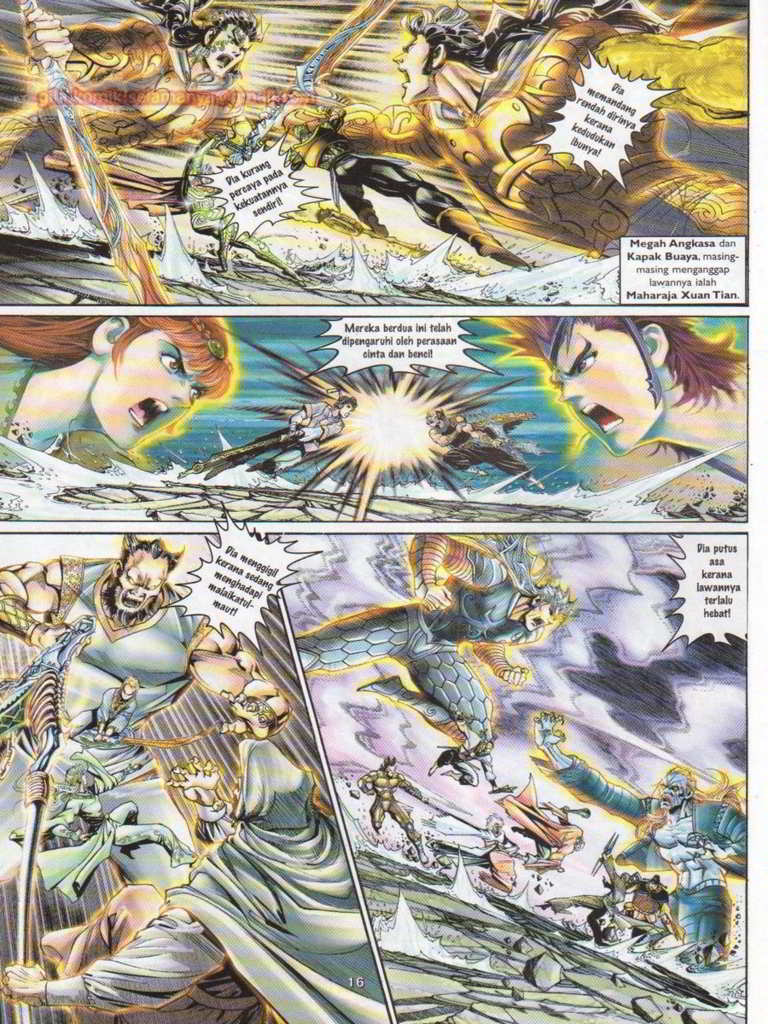 Dia
memandang
rendah dirinya
kerana
kedudukan
ibunya!
Dia kurang
percaya pada
kekuatannya
sendiri!
Megah Angkasa dan
Kapak Buaya, masing-
masing menganggap
lawannya ialah
Maharaja Xuan Tian.
Mereka berdua ini telah
dipengaruhi oleh perasaan
cinta dan benci!
Dia menggigil
kerana sedang
menghadapi
malaikatul-
maut!
Dia putus
asa
kerana
lawannya
terlalu
hebat!
16